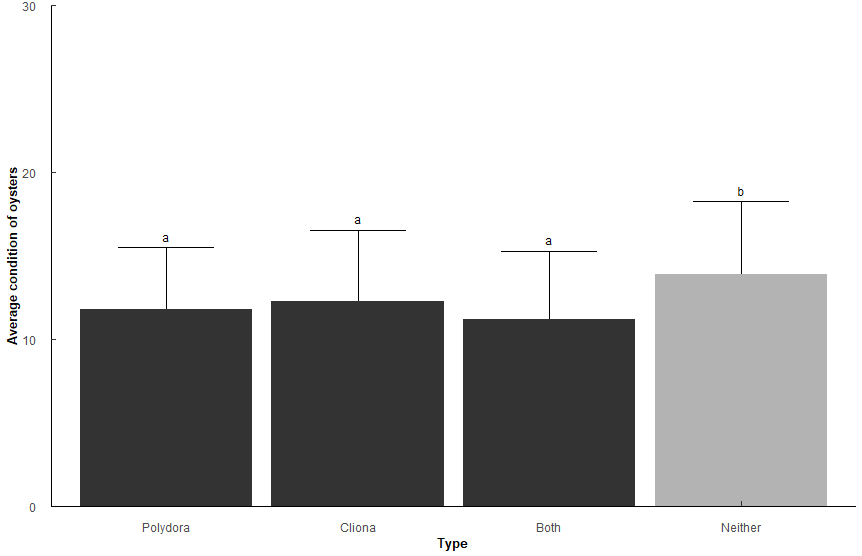 30
20
10
0
Average condition of oysters
a
a
a
b
Polydora
Cliona
Both
Neither
Type